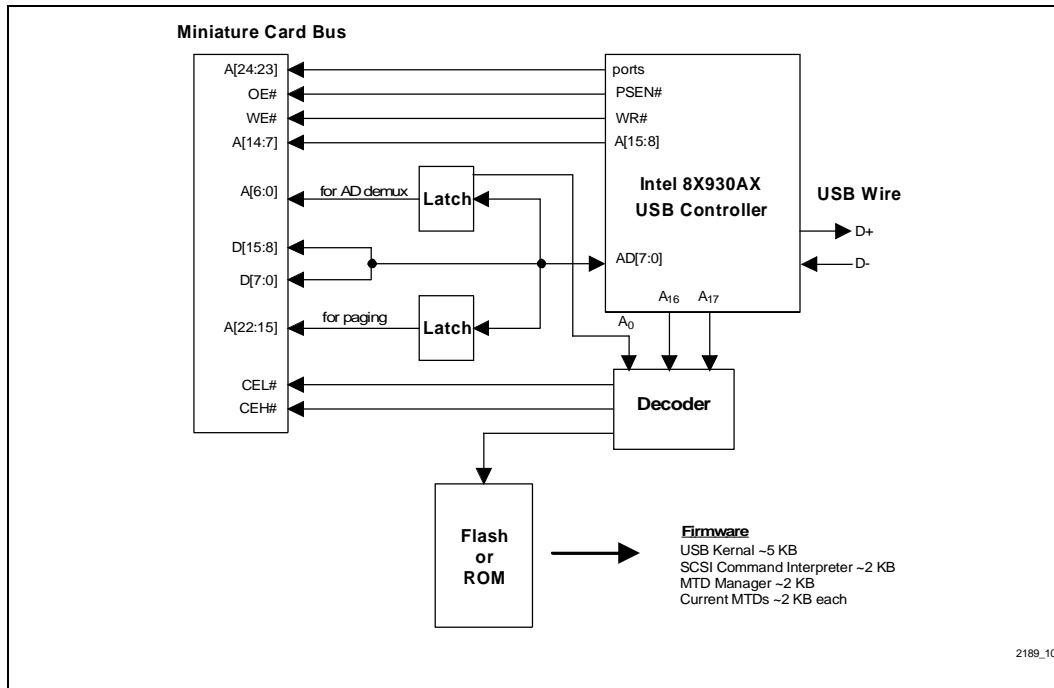 Miniature Card Bus
A[24:23]
OE#
WE#
A[14:7]
A[6:0]
D[15:8]
D[7:0]
A[22:15]
CEL#
CEH#
for AD demux
Latch
for paging
Latch
ports
PSEN#
WR#
A[15:8]
Intel 8X930AX
USB Controller
AD[7:0]
A16
A17
A0
USB Wire
D+
D-
Decoder
Flash
or
ROM
Firmware
USB Kernal ~5 KB
SCSI Command Interpreter ~2 KB
MTD Manager ~2 KB
Current MTDs ~2 KB each
2189_10